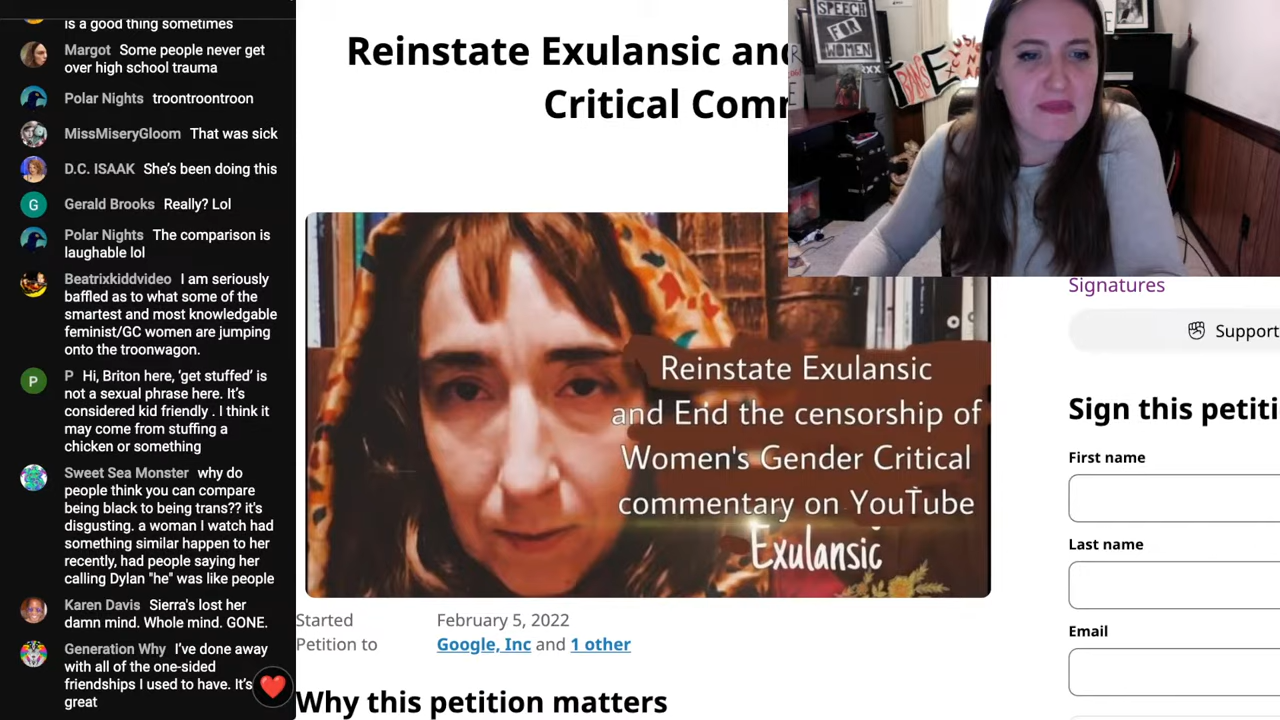 is a good thing sometimes
Margot Some people never get
over high school trauma
Polar Nights troontroontroon
MissMiseryGloom That was sick
D.C. ISAAK She's been doing this
G
Gerald Brooks Really? Lol
Polar Nights The comparison is
laughable lol
Beatrixkiddvideo I am seriously
baffled as to what some of the
smartest and most knowledgable
feminist/GC women are jumping
onto the troonwagon.
P
P Hi, Briton here, 'get stuffed' is
not a sexual phrase here. It's
considered kid friendly . I think it
may come from stuffing a
chicken or something
Sweet Sea Monster why do
people think you can compare
being black to being trans?? it's
disgusting. a woman I watch had
something similar happen to her
recently, had people saying her
calling Dylan "he" was like people
Karen Davis Sierra's lost her
damn mind. Whole mind. GONE.
Generation Why I've done away
with all of the one-sided
friendships I used to have. It's
great
Reinstate Exulansic and
Critical Com
SPEECH
FOR
WOMEN
XX
Reinstate Exulansic
and End the censorship of
Women's Gender Critical
commentary on YouTube
Exulansic
Started February 5, 2022
Petition to Google, Inc and 1 other
Why this petition matters
Signatures
Support
Sign this petiti
First name
Last name
Email